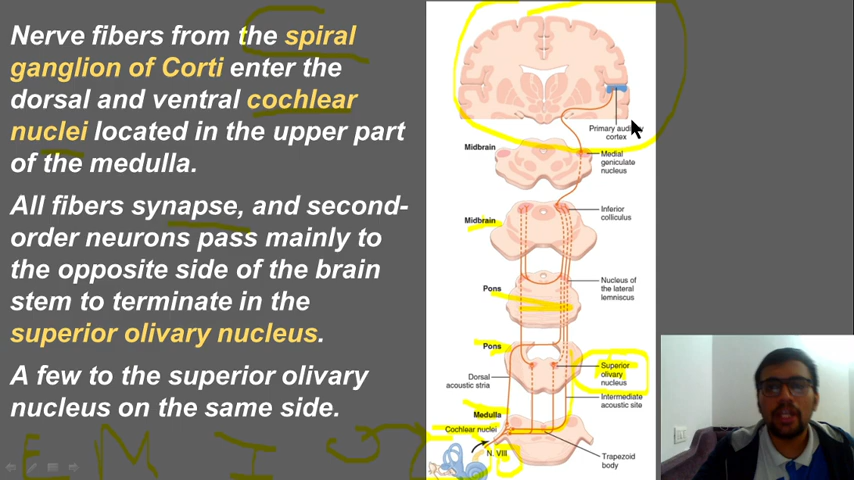 Nerve fibers from the spiral
ganglion of Corti enter the
dorsal and ventral cochlear
nuclei located in the upper part
of the medulla.
All fibers synapse, and second-
order neurons pass mainly to
the opposite side of the brain
stem to terminate in the
superior olivary nucleus.
A few to the superior olivary
nucleus on the same side.
Primary auditory
cortex
Midbrain
Medial
geniculate
nucleus
Midbrain
Inferior
colliculus
Pons
Nucleus of
the lateral
lemniscus
Pons
Superior
olivary
nucleus
Dorsal
acoustic stria
Intermediate
acoustic site
Medulla
Cochlear nuclei
N. VIII
Trapezoid
body
E M I